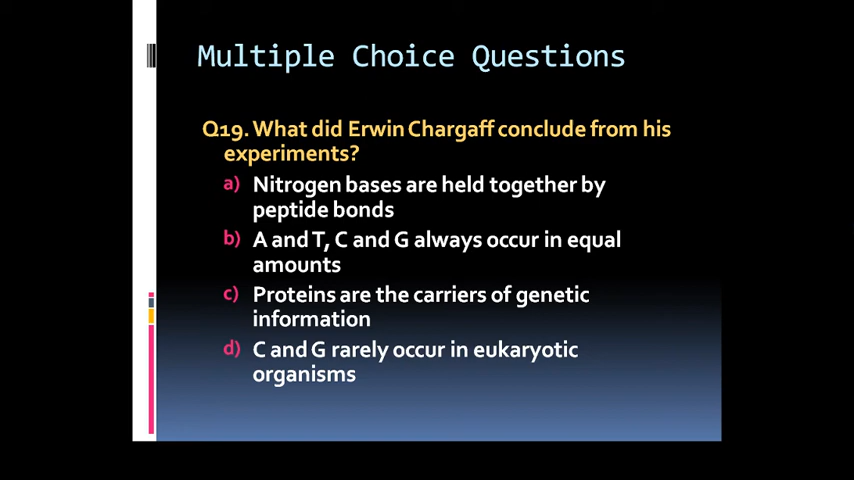 Multiple Choice Questions
Q19. What did Erwin Chargaff conclude from his
experiments?
a) Nitrogen bases are held together by
peptide bonds
b) A and T, C and G always occur in equal
amounts
c) Proteins are the carriers of genetic
information
d) C and G rarely occur in eukaryotic
organisms